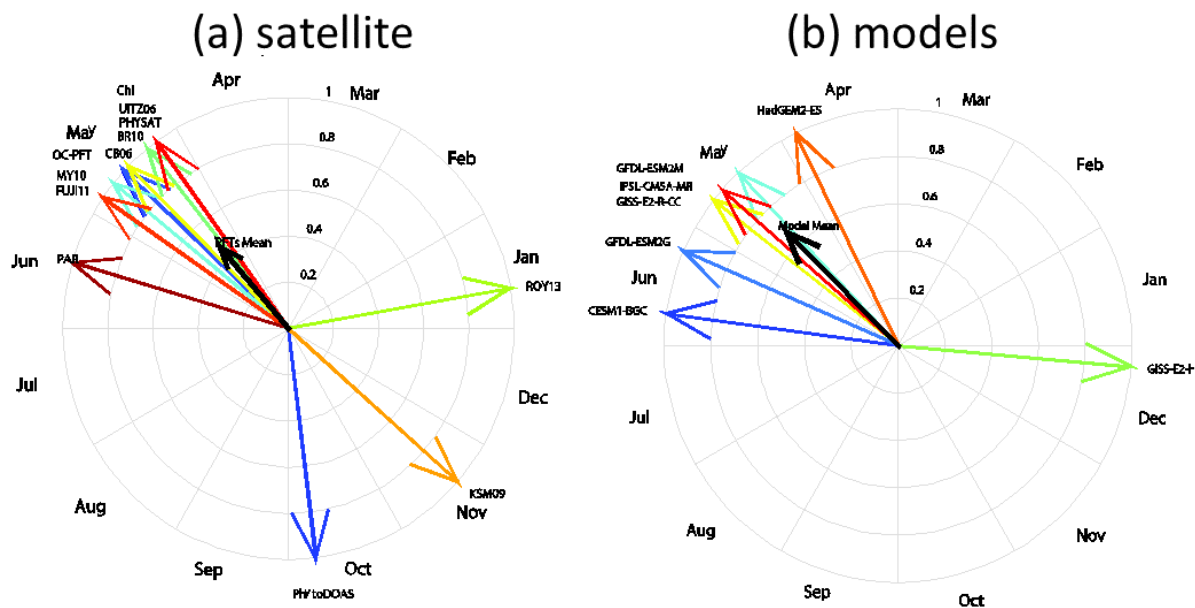 (a) satellite
(b) models
Apr
1
Mar
Chl
UITZ06
PHYSAT
BR10
May
OC-PFT
CB06
MY10
FUJI11
0.8
0.6
Feb
0.4
PFTs Mean
Jun
PAB
0.2
Jan
ROY13
Jul
Dec
Aug
KSM09
Nov
Sep
Oct
PhytoDOAS
Apr
1
Mar
HadGEM2-ES
May
0.8
Feb
GFDL-ESM2M
IPSL-CM5A-MR
GISS-E2-R-CC
0.6
Model Mean
GFDL-ESM2G
0.4
Jun
Jan
0.2
CESM1-BGC
GISS-E2-H
Jul
Dec
Aug
Nov
Sep
Oct